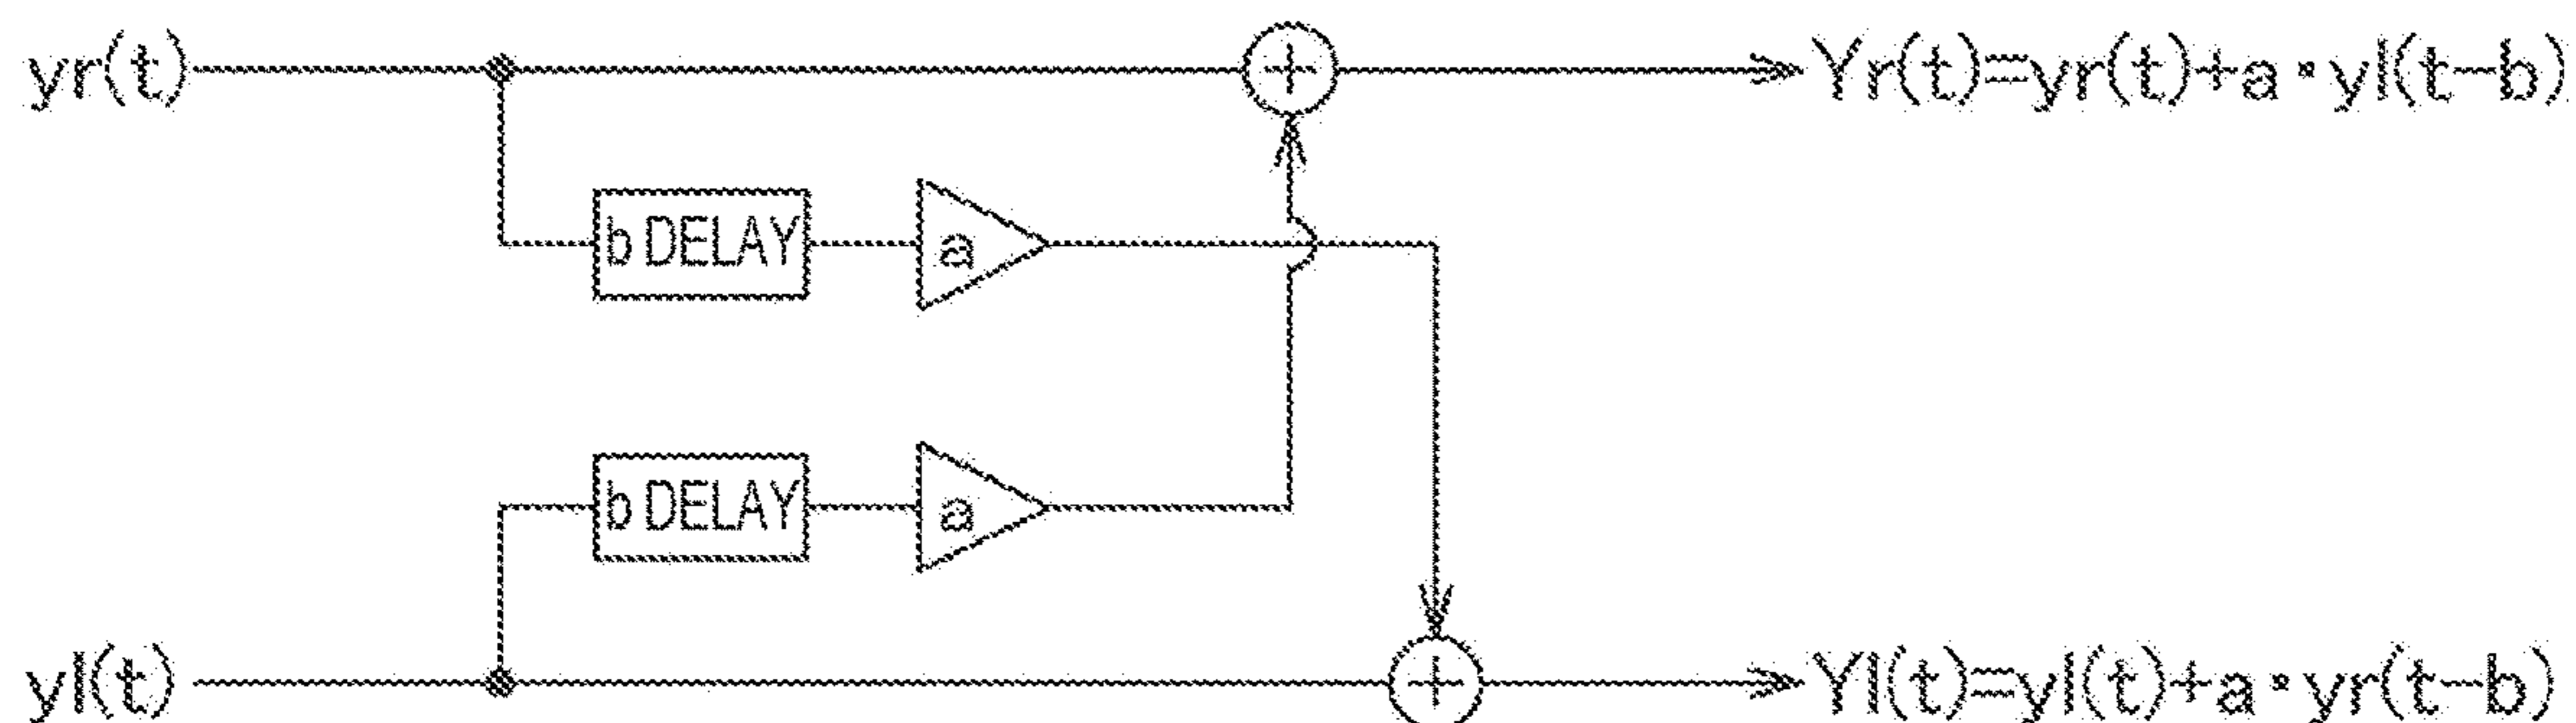 yr(t)
+
Yr(t)=yr(t)+a・yl(t-b)
b DELAY
a
b DELAY
a
yl(t)
+
Yl(t)=yl(t)+a・yr(t-b)